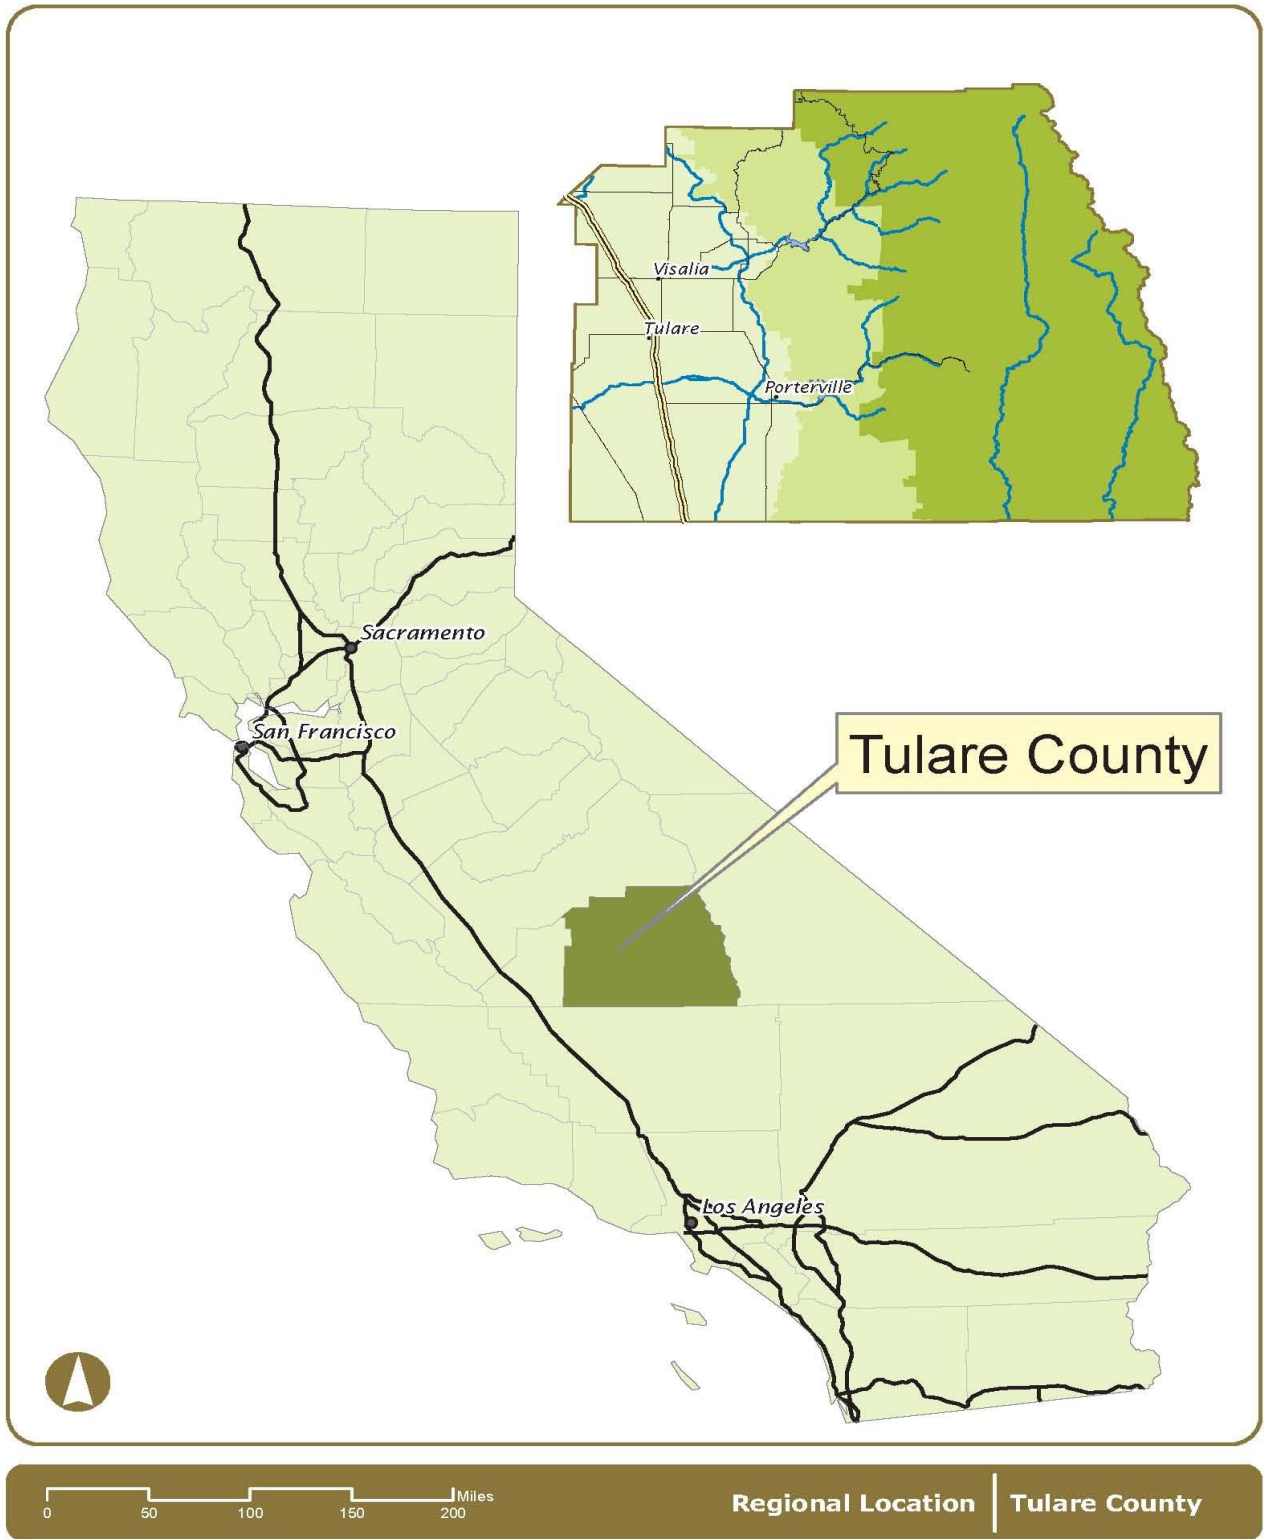 Visalia
Tulare
Porterville
Sacramento
San Francisco
Tulare County
Los Angeles
0 50 100 150 200 Miles
Regional Location | Tulare County